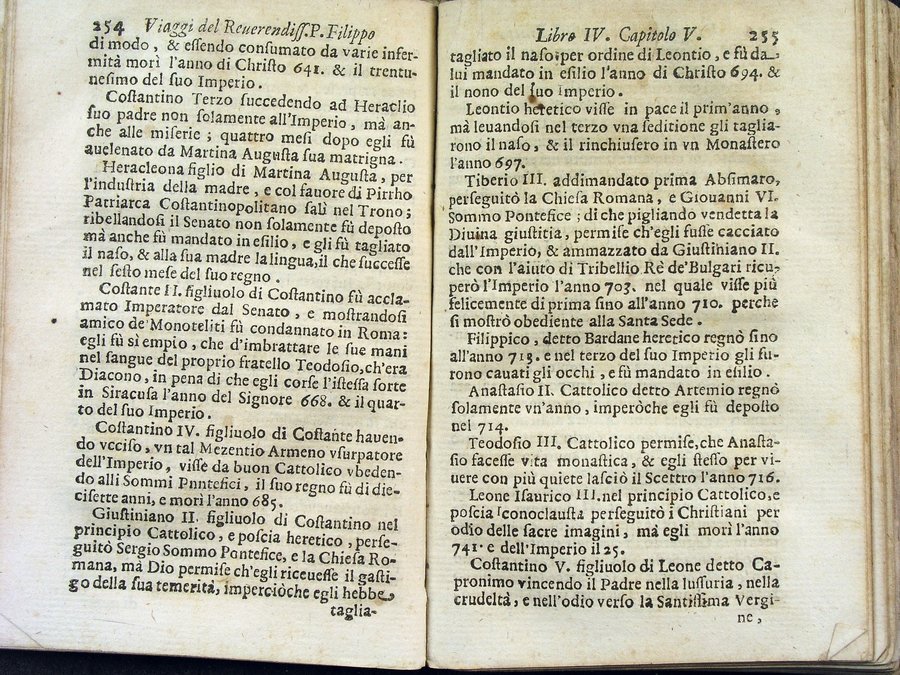 254 Viaggi del Reuerendiſſ. P. Filippo
di modo, & eſſendo conſumato da varie infer-
mità morì l'anno di Chriſto 641. & il trentu-
neſimo del ſuo Imperio.
Coſtantino Terzo ſuccedendo ad Heraclio
ſuo padre non ſolamente all'Imperio, mà an-
che alle miſerie; quattro meſi dopo egli fù
auelenato da Martina Auguſta ſua matrigna.
Heracleona figlio di Martina Auguſta, per
l'induſtria della madre, e col fauore di Pirrho
Patriarca Coſtantinopolitano ſalì nel Trono;
ribellandoſi il Senato non ſolamente fù depoſto
mà anche fù mandato in eſilio, e gli fù tagliato
il naſo, & alla ſua madre la lingua, il che ſucceſſe
nel ſeſto meſe del ſuo regno.
Coſtante II. figliuolo di Coſtantino fù accla-
mato Imperatore dal Senato, e moſtrandoſi
amico de'Monoteliti fù condannato in Roma:
egli fù sì empio, che d'imbrattare le ſue mani
nel ſangue del proprio fratello Teodoſio, ch'era
Diacono, in pena di che egli corſe l'iſteſſa ſorte
in Siracuſa l'anno del Signore 668. & il quar-
to del ſuo Imperio.
Coſtantino IV. figliuolo di Coſtante hauen-
do vcciſo, vn tal Mezentio Armeno vſurpatore
dell'Imperio, viſſe da buon Cattolico vbeden-
do alli Sommi Pontefici, il ſuo regno fù di die-
ciſette anni, e morì l'anno 685.
Giuſtiniano II. figliuolo di Coſtantino nel
principio Cattolico, e poſcia heretico, perſe-
guitò Sergio Sommo Pontefice, e la Chieſa Ro-
mana, mà Dio permiſe ch'egli riceueſſe il gaſti-
go della ſua temerità, imperciòche egli hebbe,
taglia-
Libro IV. Capitolo V. 255
tagliato il naſo per ordine di Leontio, e fù da
lui mandato in eſilio l'anno di Chriſto 694. &
il nono del ſuo Imperio.
Leontio heretico viſſe in pace il prim'anno,
mà leuandoſi nel terzo vna ſeditione gli taglia-
rono il naſo, & il rinchiuſero in vn Monaſtero
l'anno 697.
Tiberio III. addimandato prima Abſimaro,
perſeguitò la Chieſa Romana, e Giouanni VI.
Sommo Pontefice; di che pigliando vendetta la
Diuina giuſtitia, permiſe ch'egli fuſſe cacciato
dall'Imperio, & ammazzato da Giuſtiniano II.
che con l'aiuto di Tribellio Rè de'Bulgari ricu-
però l'Imperio l'anno 703. nel quale viſſe più
felicemente di prima ſino all'anno 710. perche
ſi moſtrò obediente alla Santa Sede.
Filippico, detto Bardane heretico regnò ſino
all'anno 713. e nel terzo del ſuo Imperio gli fu-
rono cauati gli occhi, e fù mandato in eſilio.
Anaſtaſio II. Cattolico detto Artemio regnò
ſolamente vn'anno, imperòche egli fù depoſto
nel 714.
Teodoſio III. Cattolico permiſe, che Anaſta-
ſio faceſſe vita monaſtica, & egli ſteſſo per vi-
uere con più quiete laſciò il Scettro l'anno 716.
Leone Iſaurico III. nel principio Cattolico, e
poſcia Iconoclauſta perſeguitò i Chriſtiani per
odio delle ſacre imagini, mà egli morì l'anno
741. e dell'Imperio il 25.
Coſtantino V. figliuolo di Leone detto Ca-
pronimo vincendo il Padre nella luſſuria, nella
crudeltà, e nell'odio verſo la Santiſſima Vergi-
ne,